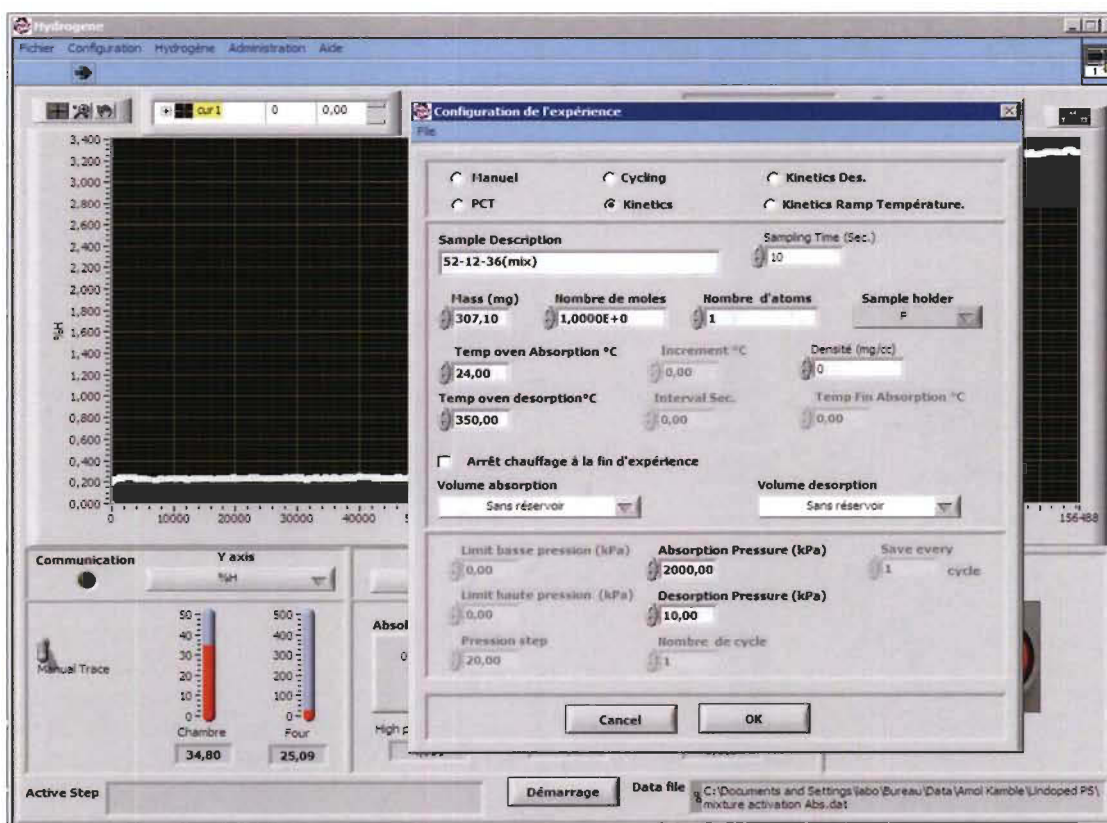 Hydrogene
Fichier Configuration Hydrogène Administration Aide
cur 1 0 0,00
3,400
3,200
3,000
2,800
2,600
2,400
2,200
2,000
1,800
1,600
1,400
1,200
1,000
0,800
0,600
0,400
0,200
0,000
%H
0 10000 20000 30000 40000
156488
Configuration de l'expérience
File
Manuel Cycling Kinetics Des.
PCT Kinetics Kinetics Ramp Température.
Sample Description Sampling Time (Sec.)
52-12-36(mix) 10
Mass (mg) Nombre de moles Nombre d'atoms Sample holder
307,10 1,0000E+0 1 P
Temp oven Absorption °C Increment °C Densité (mg/cc)
24,00 0,00 0
Temp oven desorption°C Interval Sec. Temp Fin Absorption °C
350,00 0,00 0,00
Arrêt chauffage à la fin d'expérience
Volume absorption Volume desorption
Sans réservoir Sans réservoir
Limit basse pression (kPa) Absorption Pressure (kPa) Save every
0,00 2000,00 1 cycle
Limit haute pression (kPa) Desorption Pressure (kPa)
0,00 10,00
Pression step Nombre de cycle
20,00 1
Cancel OK
Communication Y axis
%H
Manual Trace
50
40
30
20
10
0
Chambre
34,80
500
400
300
200
100
0
Four
25,09
Absol
High p
Active Step Démarrage Data file C:\Documents and Settings\labo\Bureau\Data\Amol Kamble\Undoped PS\
mixture activation Abs.dat